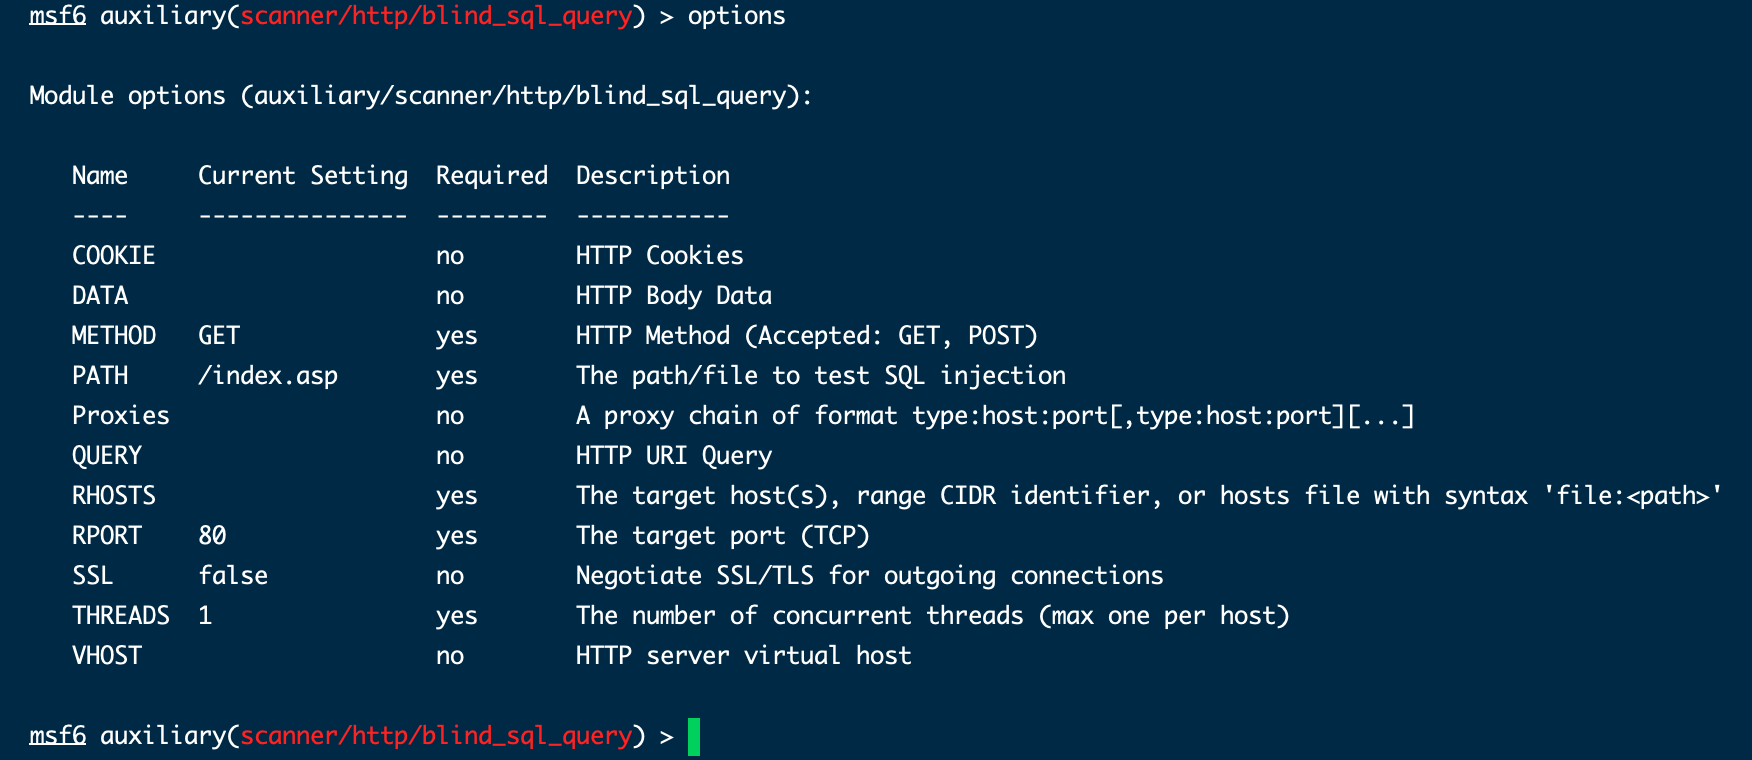 msf6 auxiliary(scanner/http/blind_sql_query) > options
Module options (auxiliary/scanner/http/blind_sql_query):
Name     Current Setting  Required  Description
----     ---------------  --------  -----------
COOKIE                    no        HTTP Cookies
DATA                      no        HTTP Body Data
METHOD   GET              yes       HTTP Method (Accepted: GET, POST)
PATH     /index.asp       yes       The path/file to test SQL injection
Proxies                   no        A proxy chain of format type:host:port[,type:host:port][...]
QUERY                     no        HTTP URI Query
RHOSTS                    yes       The target host(s), range CIDR identifier, or hosts file with syntax 'file:<path>'
RPORT    80               yes       The target port (TCP)
SSL      false            no        Negotiate SSL/TLS for outgoing connections
THREADS  1                yes       The number of concurrent threads (max one per host)
VHOST                     no        HTTP server virtual host
msf6 auxiliary(scanner/http/blind_sql_query) >